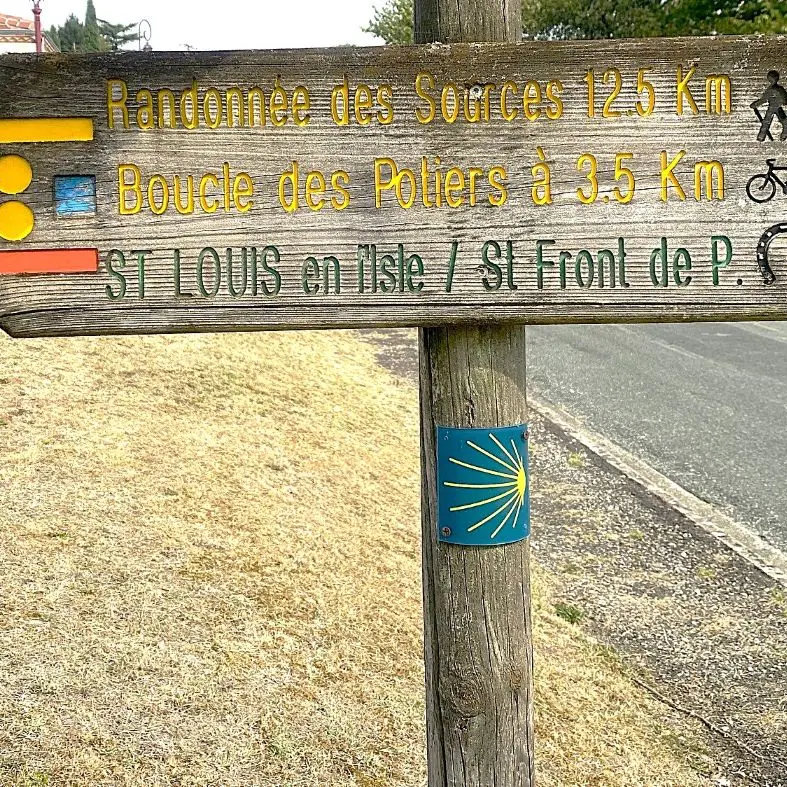 Randonnée des Sources 12.5 Km
Boucle des Potiers à 3.5 Km
ST LOUIS en l'Isle / St Front de P.